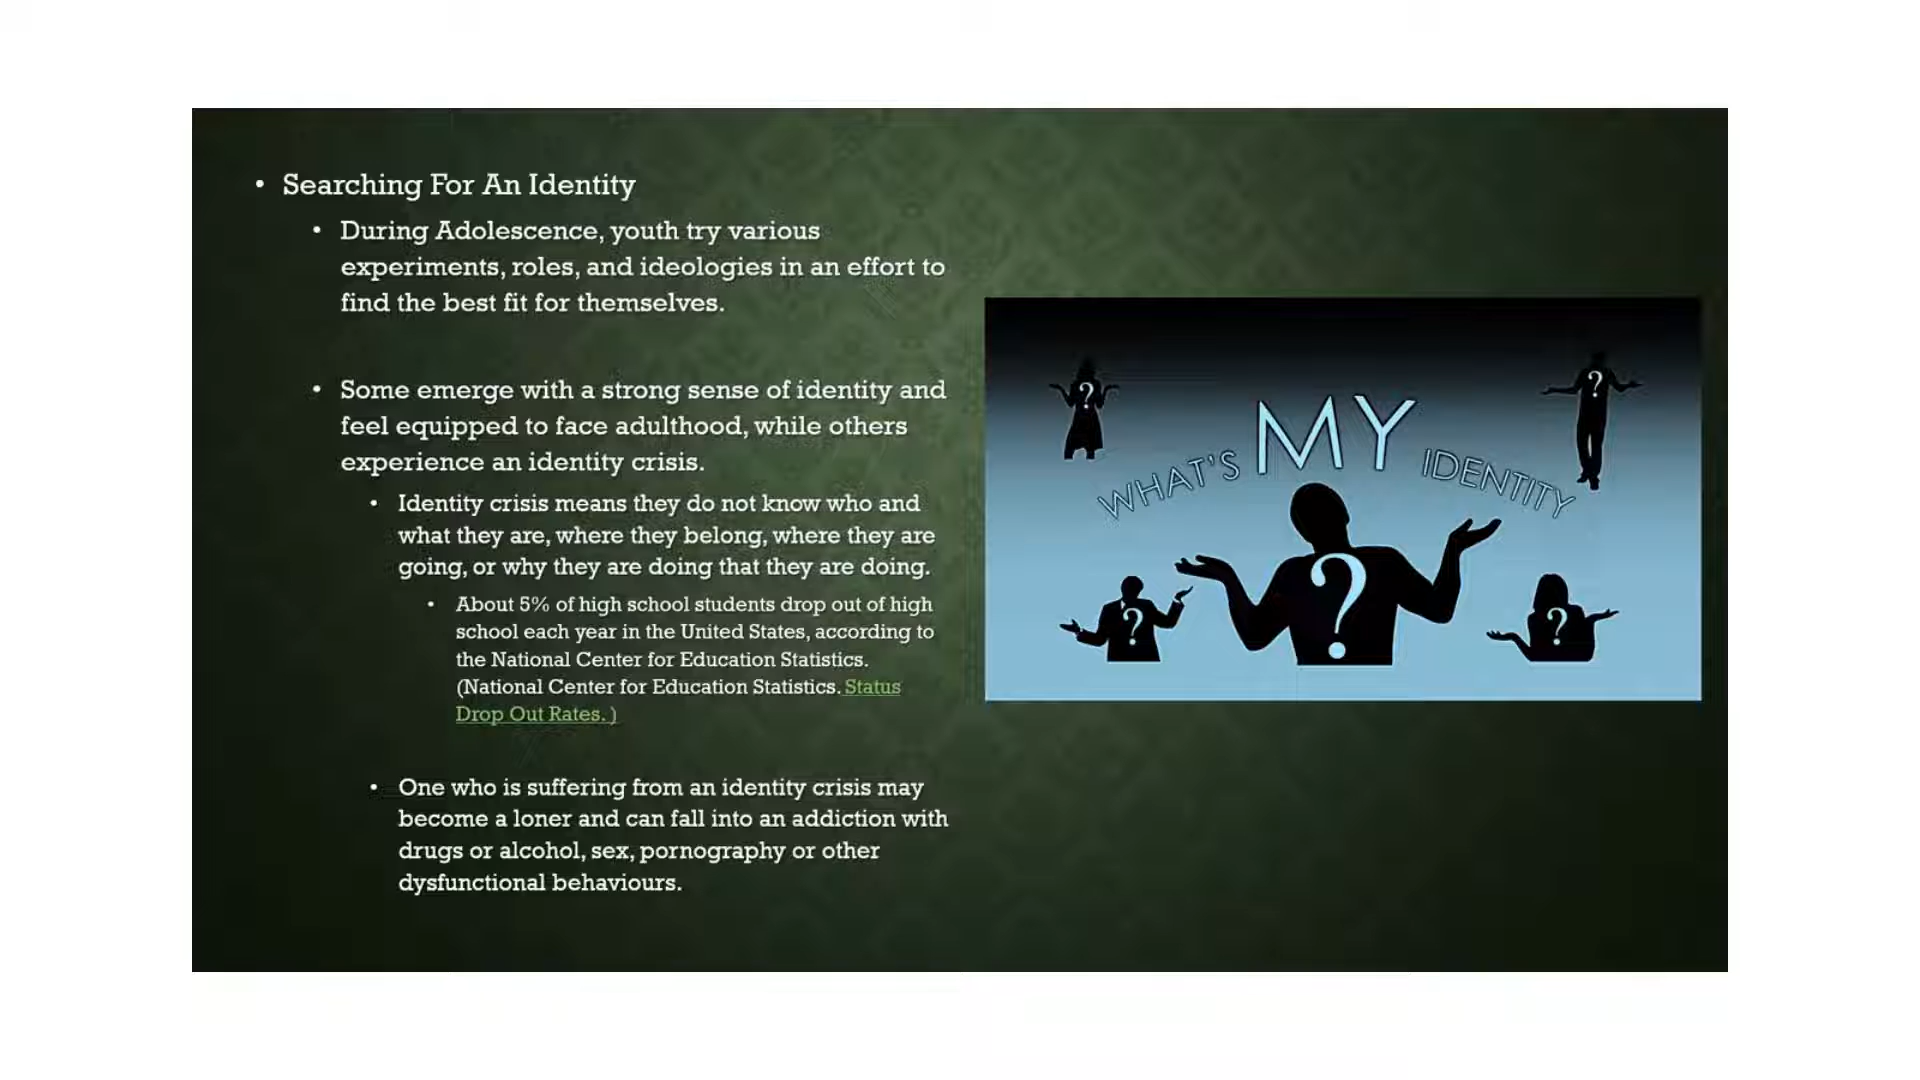 • Searching For An Identity
• During Adolescence, youth try various
experiments, roles, and ideologies in an effort to
find the best fit for themselves.
• Some emerge with a strong sense of identity and
feel equipped to face adulthood, while others
experience an identity crisis.
• Identity crisis means they do not know who and
what they are, where they belong, where they are
going, or why they are doing that they are doing.
• About 5% of high school students drop out of high
school each year in the United States, according to
the National Center for Education Statistics.
(National Center for Education Statistics. Status
Drop Out Rates. )
• One who is suffering from an identity crisis may
become a loner and can fall into an addiction with
drugs or alcohol, sex, pornography or other
dysfunctional behaviours.
? ?
WHAT'S MY IDENTITY
? ? ?